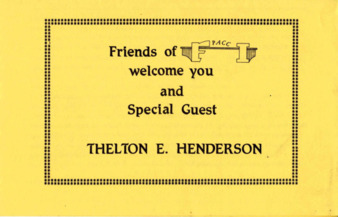 Friends of F PACC I
welcome you
and
Special Guest
THELTON E. HENDERSON